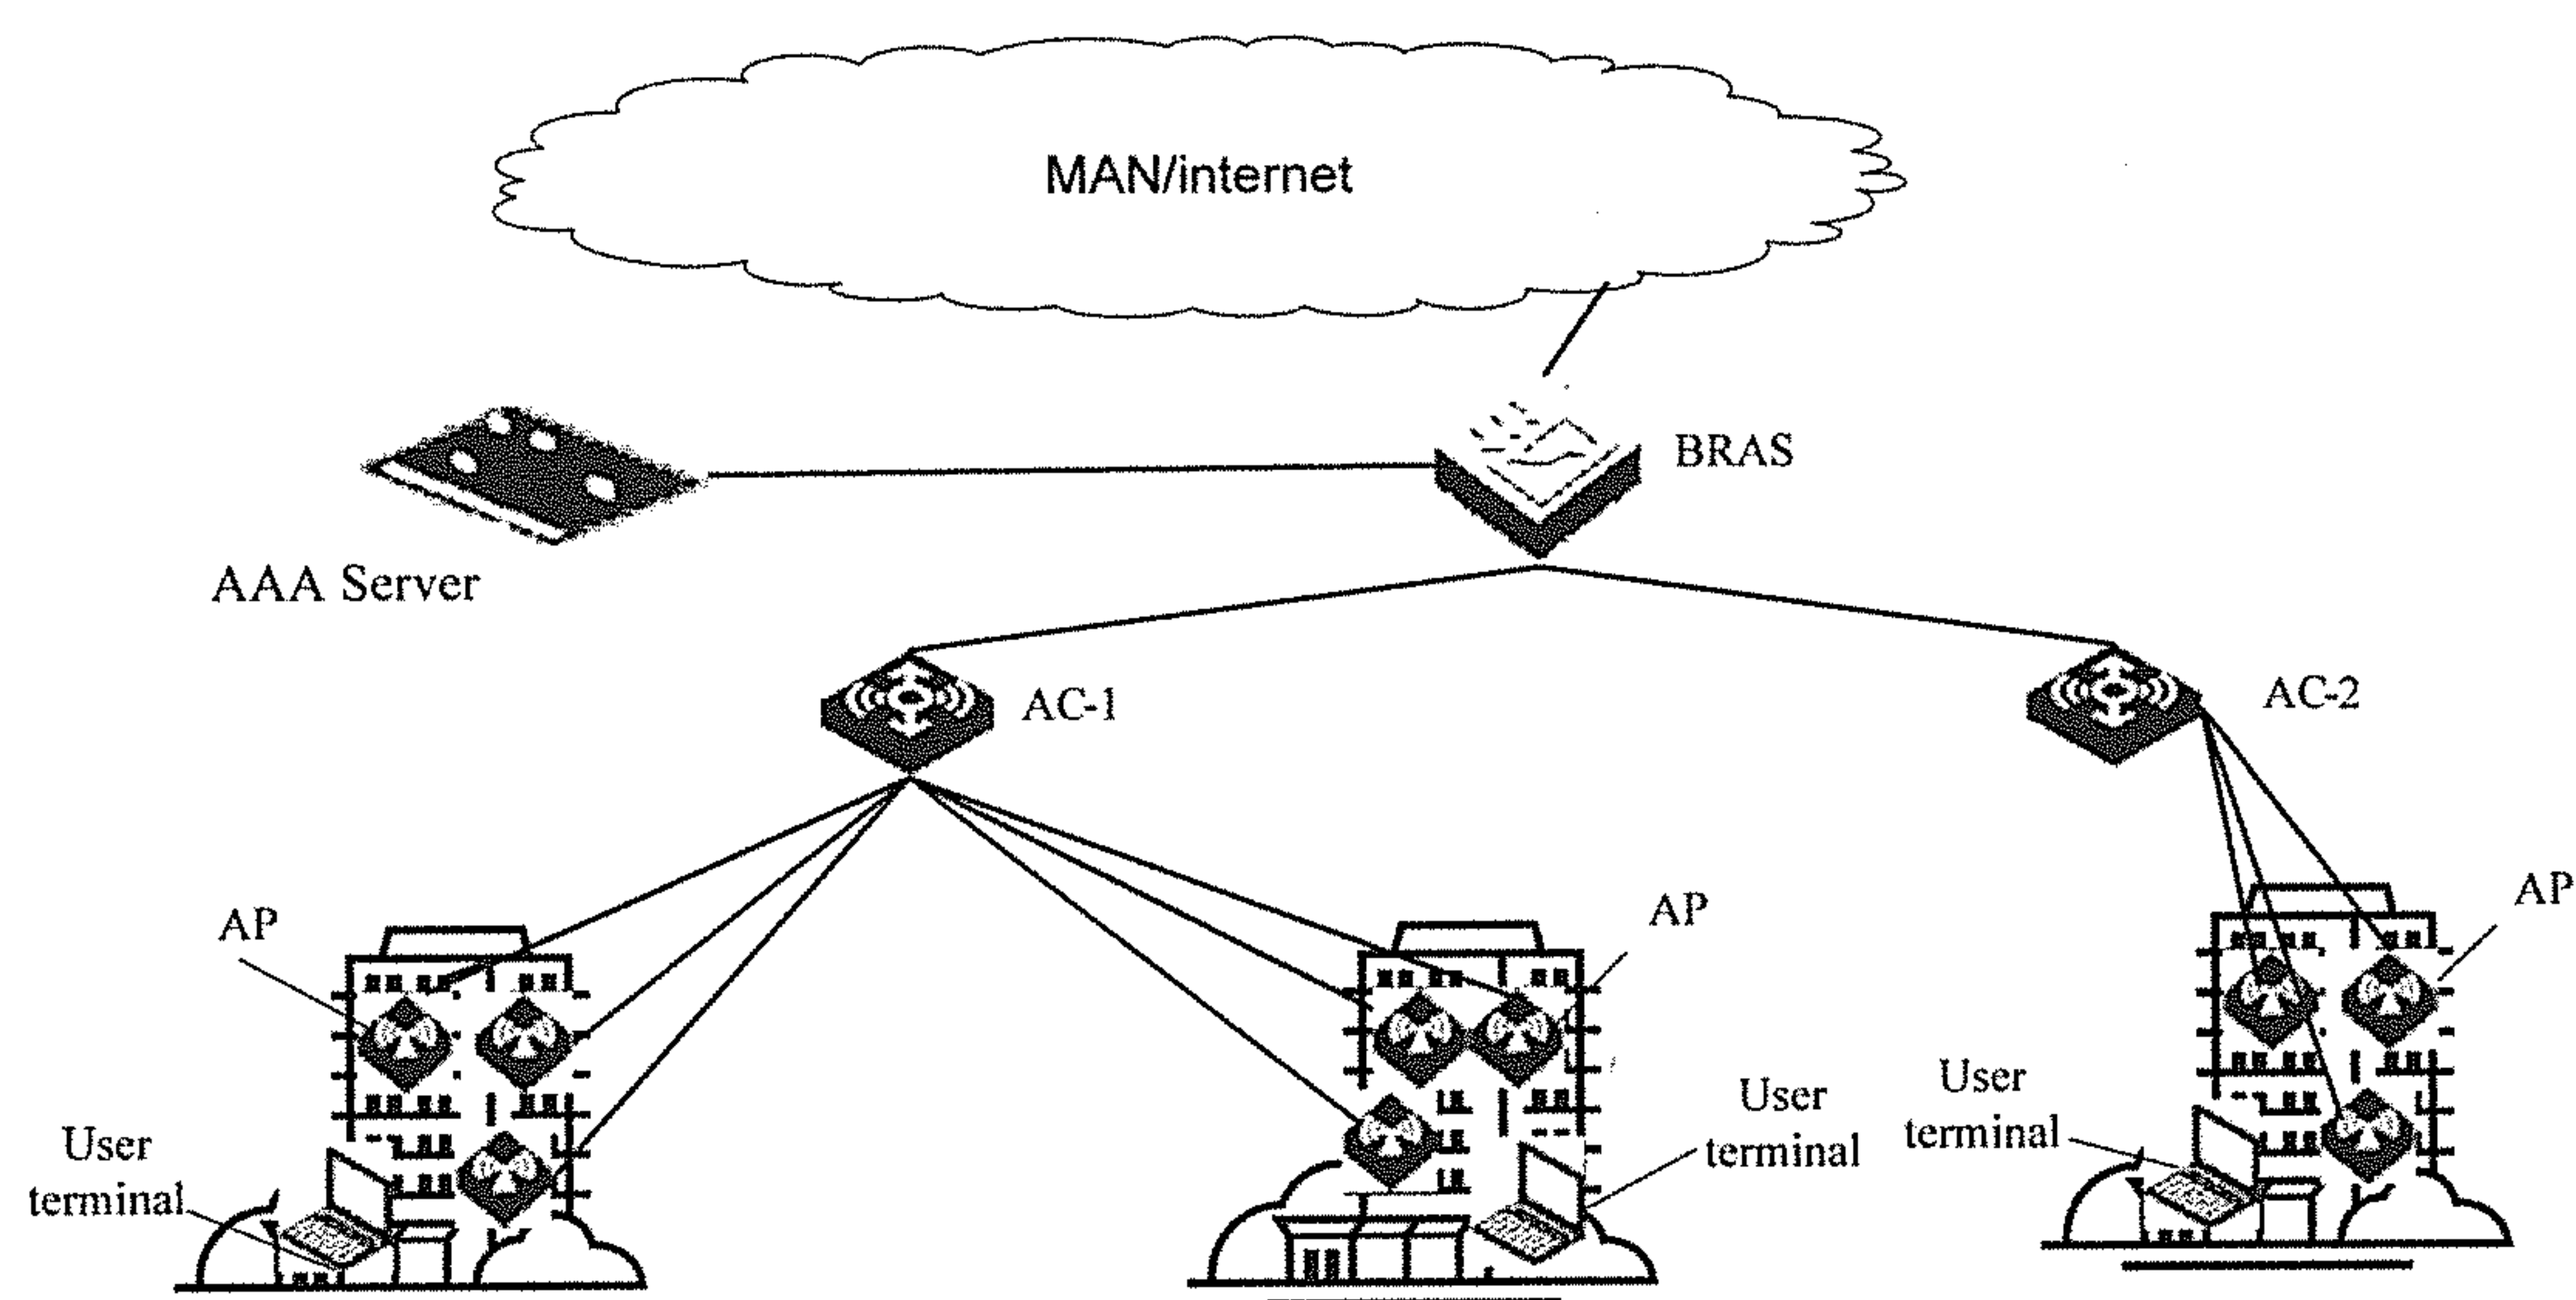 MAN/internet
BRAS
AAA Server
AC-1
AC-2
AP
AP
AP
User
terminal
User
terminal
User
terminal